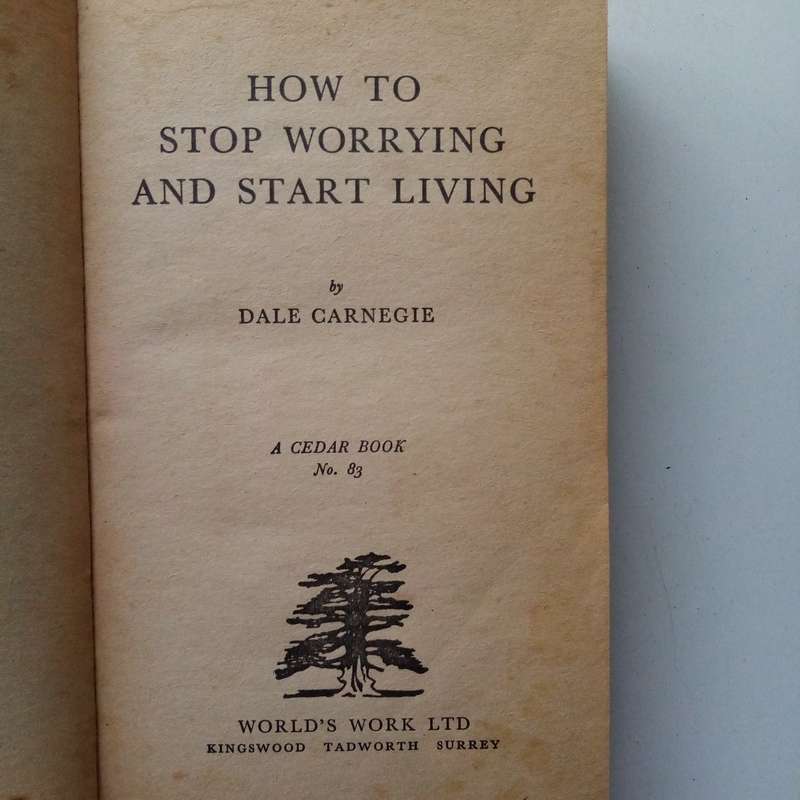 HOW TO
STOP WORRYING
AND START LIVING
by
DALE CARNEGIE
A CEDAR BOOK
No. 83
WORLD'S WORK LTD
KINGSWOOD TADWORTH SURREY